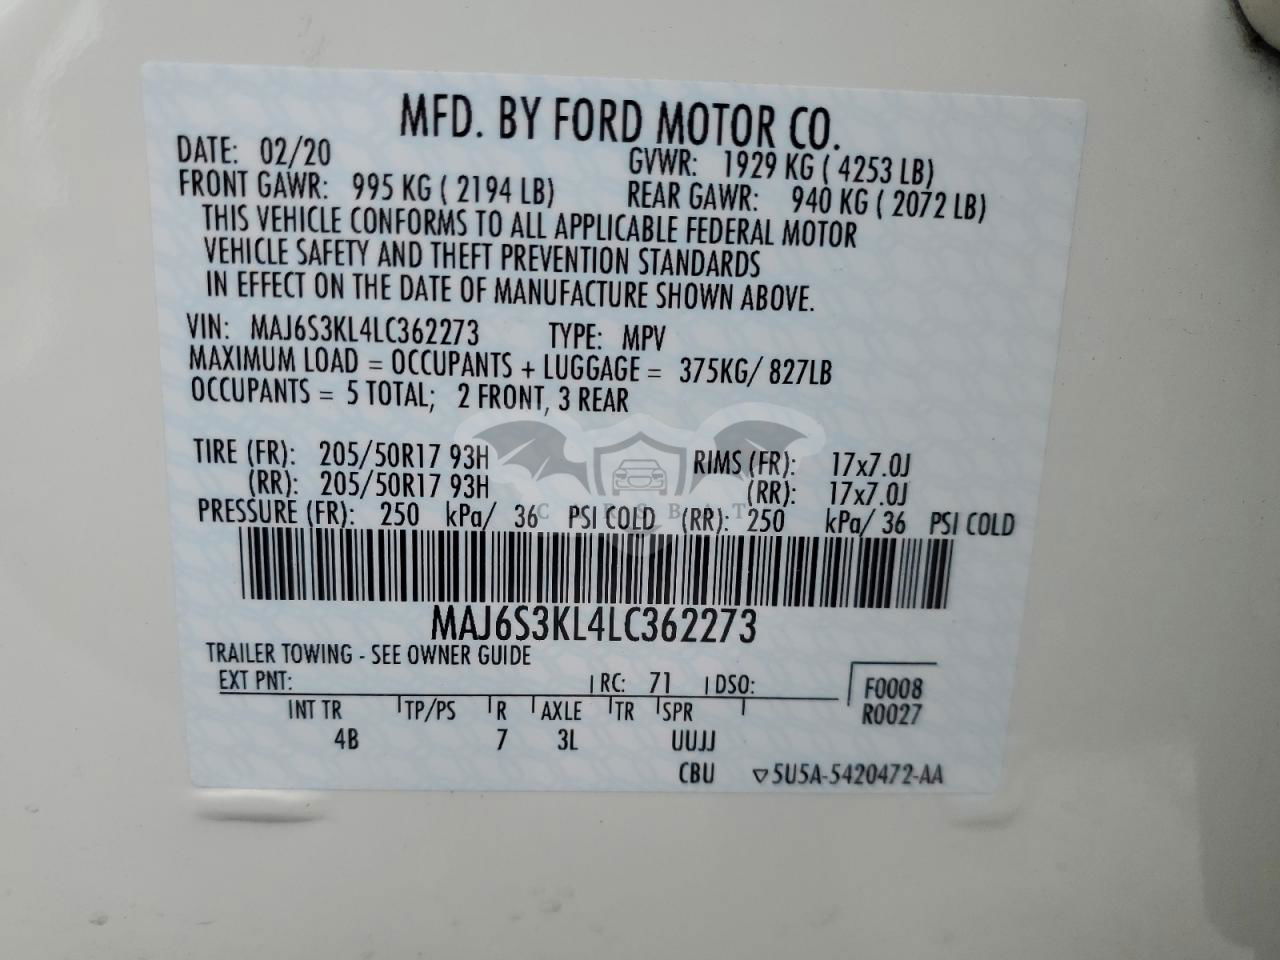 MFD. BY FORD MOTOR CO.
DATE: 02/20 GVWR: 1929 KG ( 4253 LB)
FRONT GAWR: 995 KG ( 2194 LB) REAR GAWR: 940 KG ( 2072 LB)
THIS VEHICLE CONFORMS TO ALL APPLICABLE FEDERAL MOTOR
VEHICLE SAFETY AND THEFT PREVENTION STANDARDS
IN EFFECT ON THE DATE OF MANUFACTURE SHOWN ABOVE.
VIN: MAJ6S3KL4LC362273 TYPE: MPV
MAXIMUM LOAD = OCCUPANTS + LUGGAGE = 375KG/ 827LB
OCCUPANTS = 5 TOTAL; 2 FRONT, 3 REAR
TIRE (FR): 205/50R17 93H RIMS (FR): 17x7.0J
(RR): 205/50R17 93H (RR): 17x7.0J
CARSBAT
PRESSURE (FR): 250 kPa/ 36 PSI COLD (RR): 250 kPa/ 36 PSI COLD
MAJ6S3KL4LC362273
TRAILER TOWING - SEE OWNER GUIDE
EXT PNT: RC: 71 DSO: F0008
INT TR TP/PS R AXLE TR SPR R0027
4B 7 3L UUJJ
CBU ▽5U5A-5420472-AA